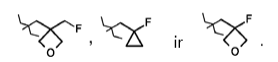 F
O , F ir F
O .